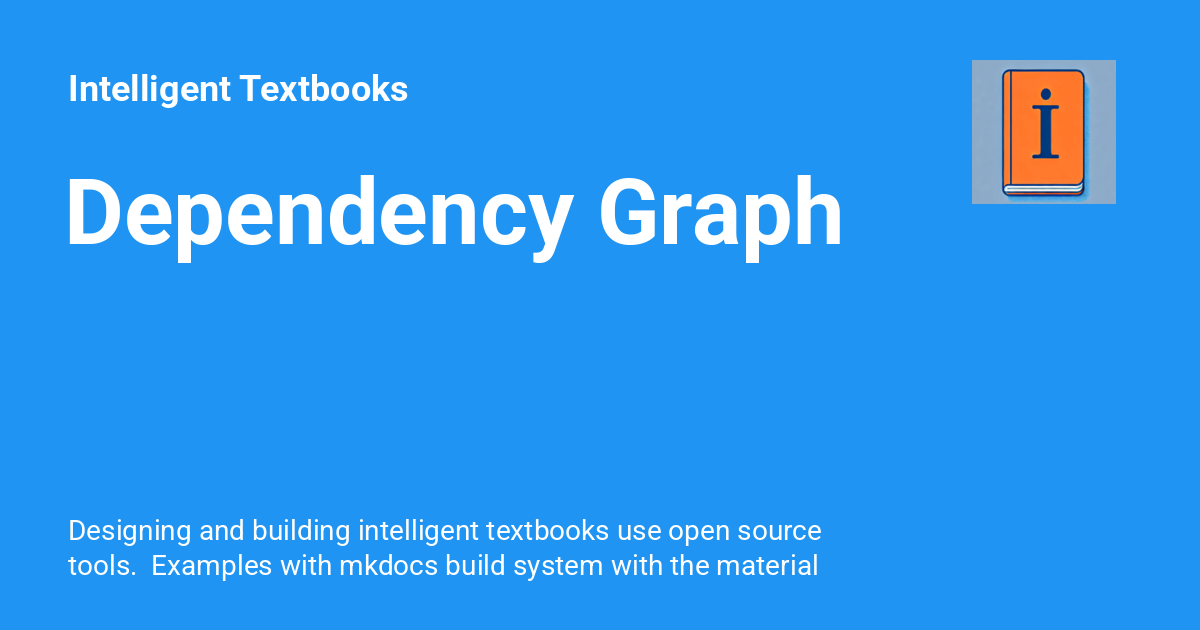 Intelligent Textbooks
Dependency Graph
i
Designing and building intelligent textbooks use open source
tools.  Examples with mkdocs build system with the material